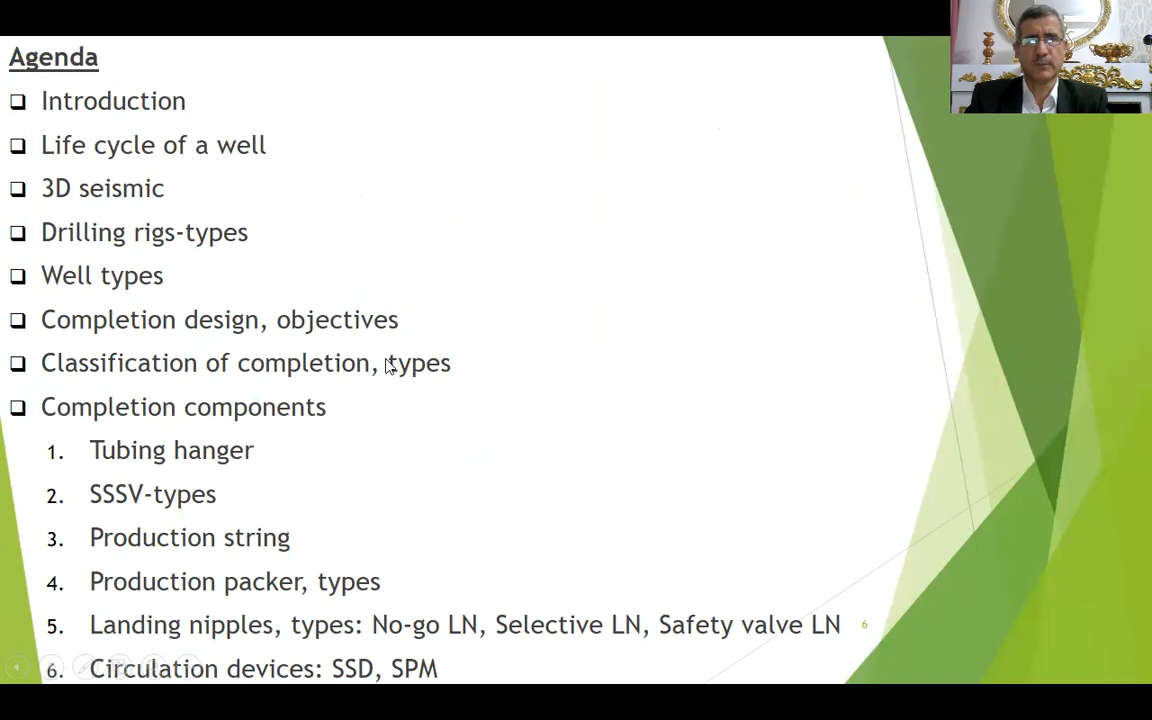 Agenda
Introduction
Life cycle of a well
3D seismic
Drilling rigs-types
Well types
Completion design, objectives
Classification of completion, types
Completion components
1. Tubing hanger
2. SSSV-types
3. Production string
4. Production packer, types
5. Landing nipples, types: No-go LN, Selective LN, Safety valve LN
6
6. Circulation devices: SSD, SPM